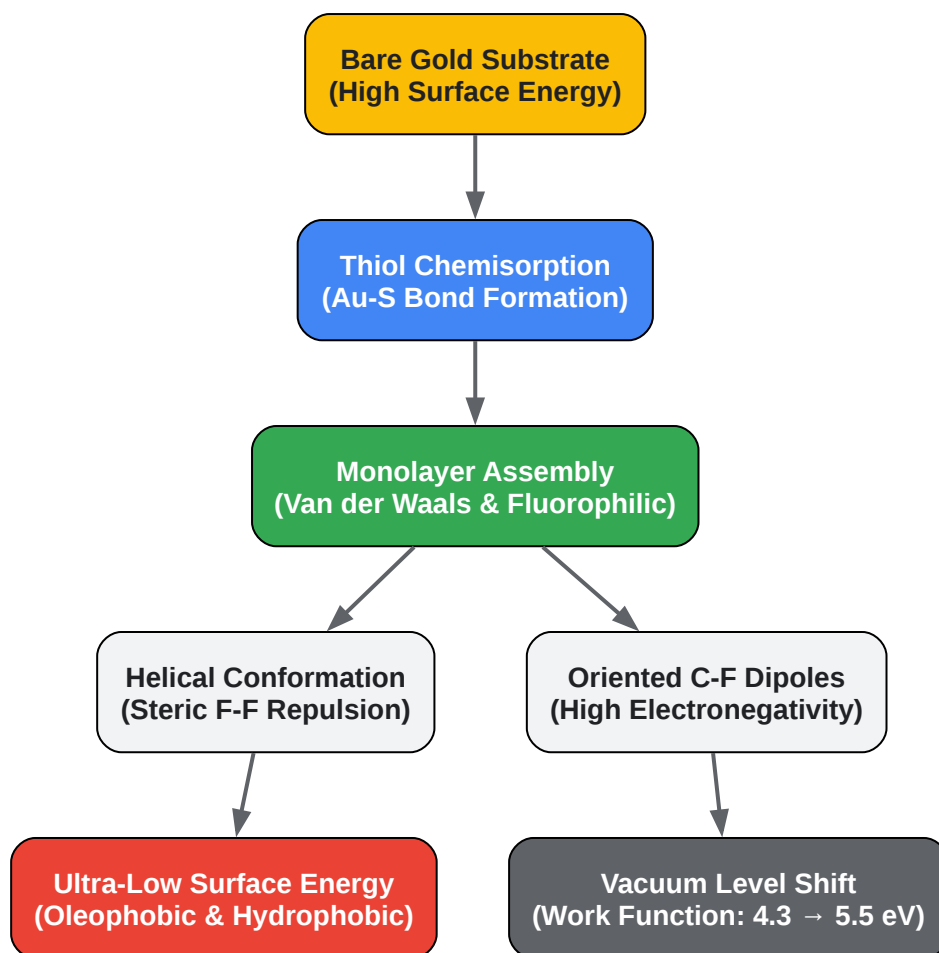 Bare Gold Substrate
(High Surface Energy)
Thiol Chemisorption
(Au-S Bond Formation)
Monolayer Assembly
(Van der Waals & Fluorophilic)
Helical Conformation
(Steric F-F Repulsion)
Oriented C-F Dipoles
(High Electronegativity)
Ultra-Low Surface Energy
(Oleophobic & Hydrophobic)
Vacuum Level Shift
(Work Function: 4.3 → 5.5 eV)